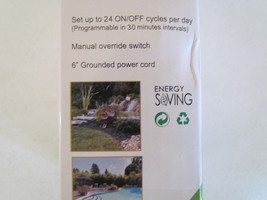 Set up to 24 ON/OFF cycles per day
(Programmable in 30 minutes intervals)
Manual override switch
6" Grounded power cord
ENERGY
SAVING